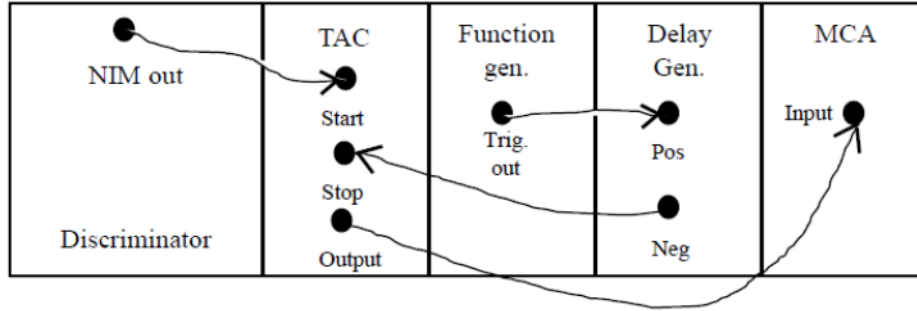 NIM out
Discriminator
TAC
Start
Stop
Output
Function
gen.
Trig.
out
Delay
Gen.
Pos
Neg
MCA
Input